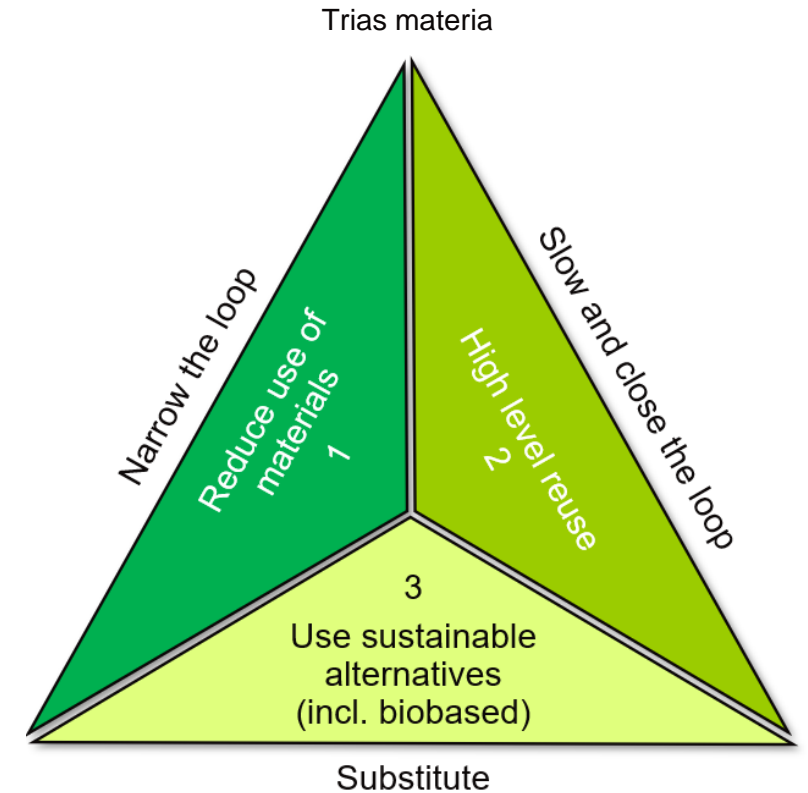 Trias materia
Narrow the loop
Reduce use of
materials
1
Slow and close the loop
High level reuse
2
3
Use sustainable
alternatives
(incl. biobased)
Substitute